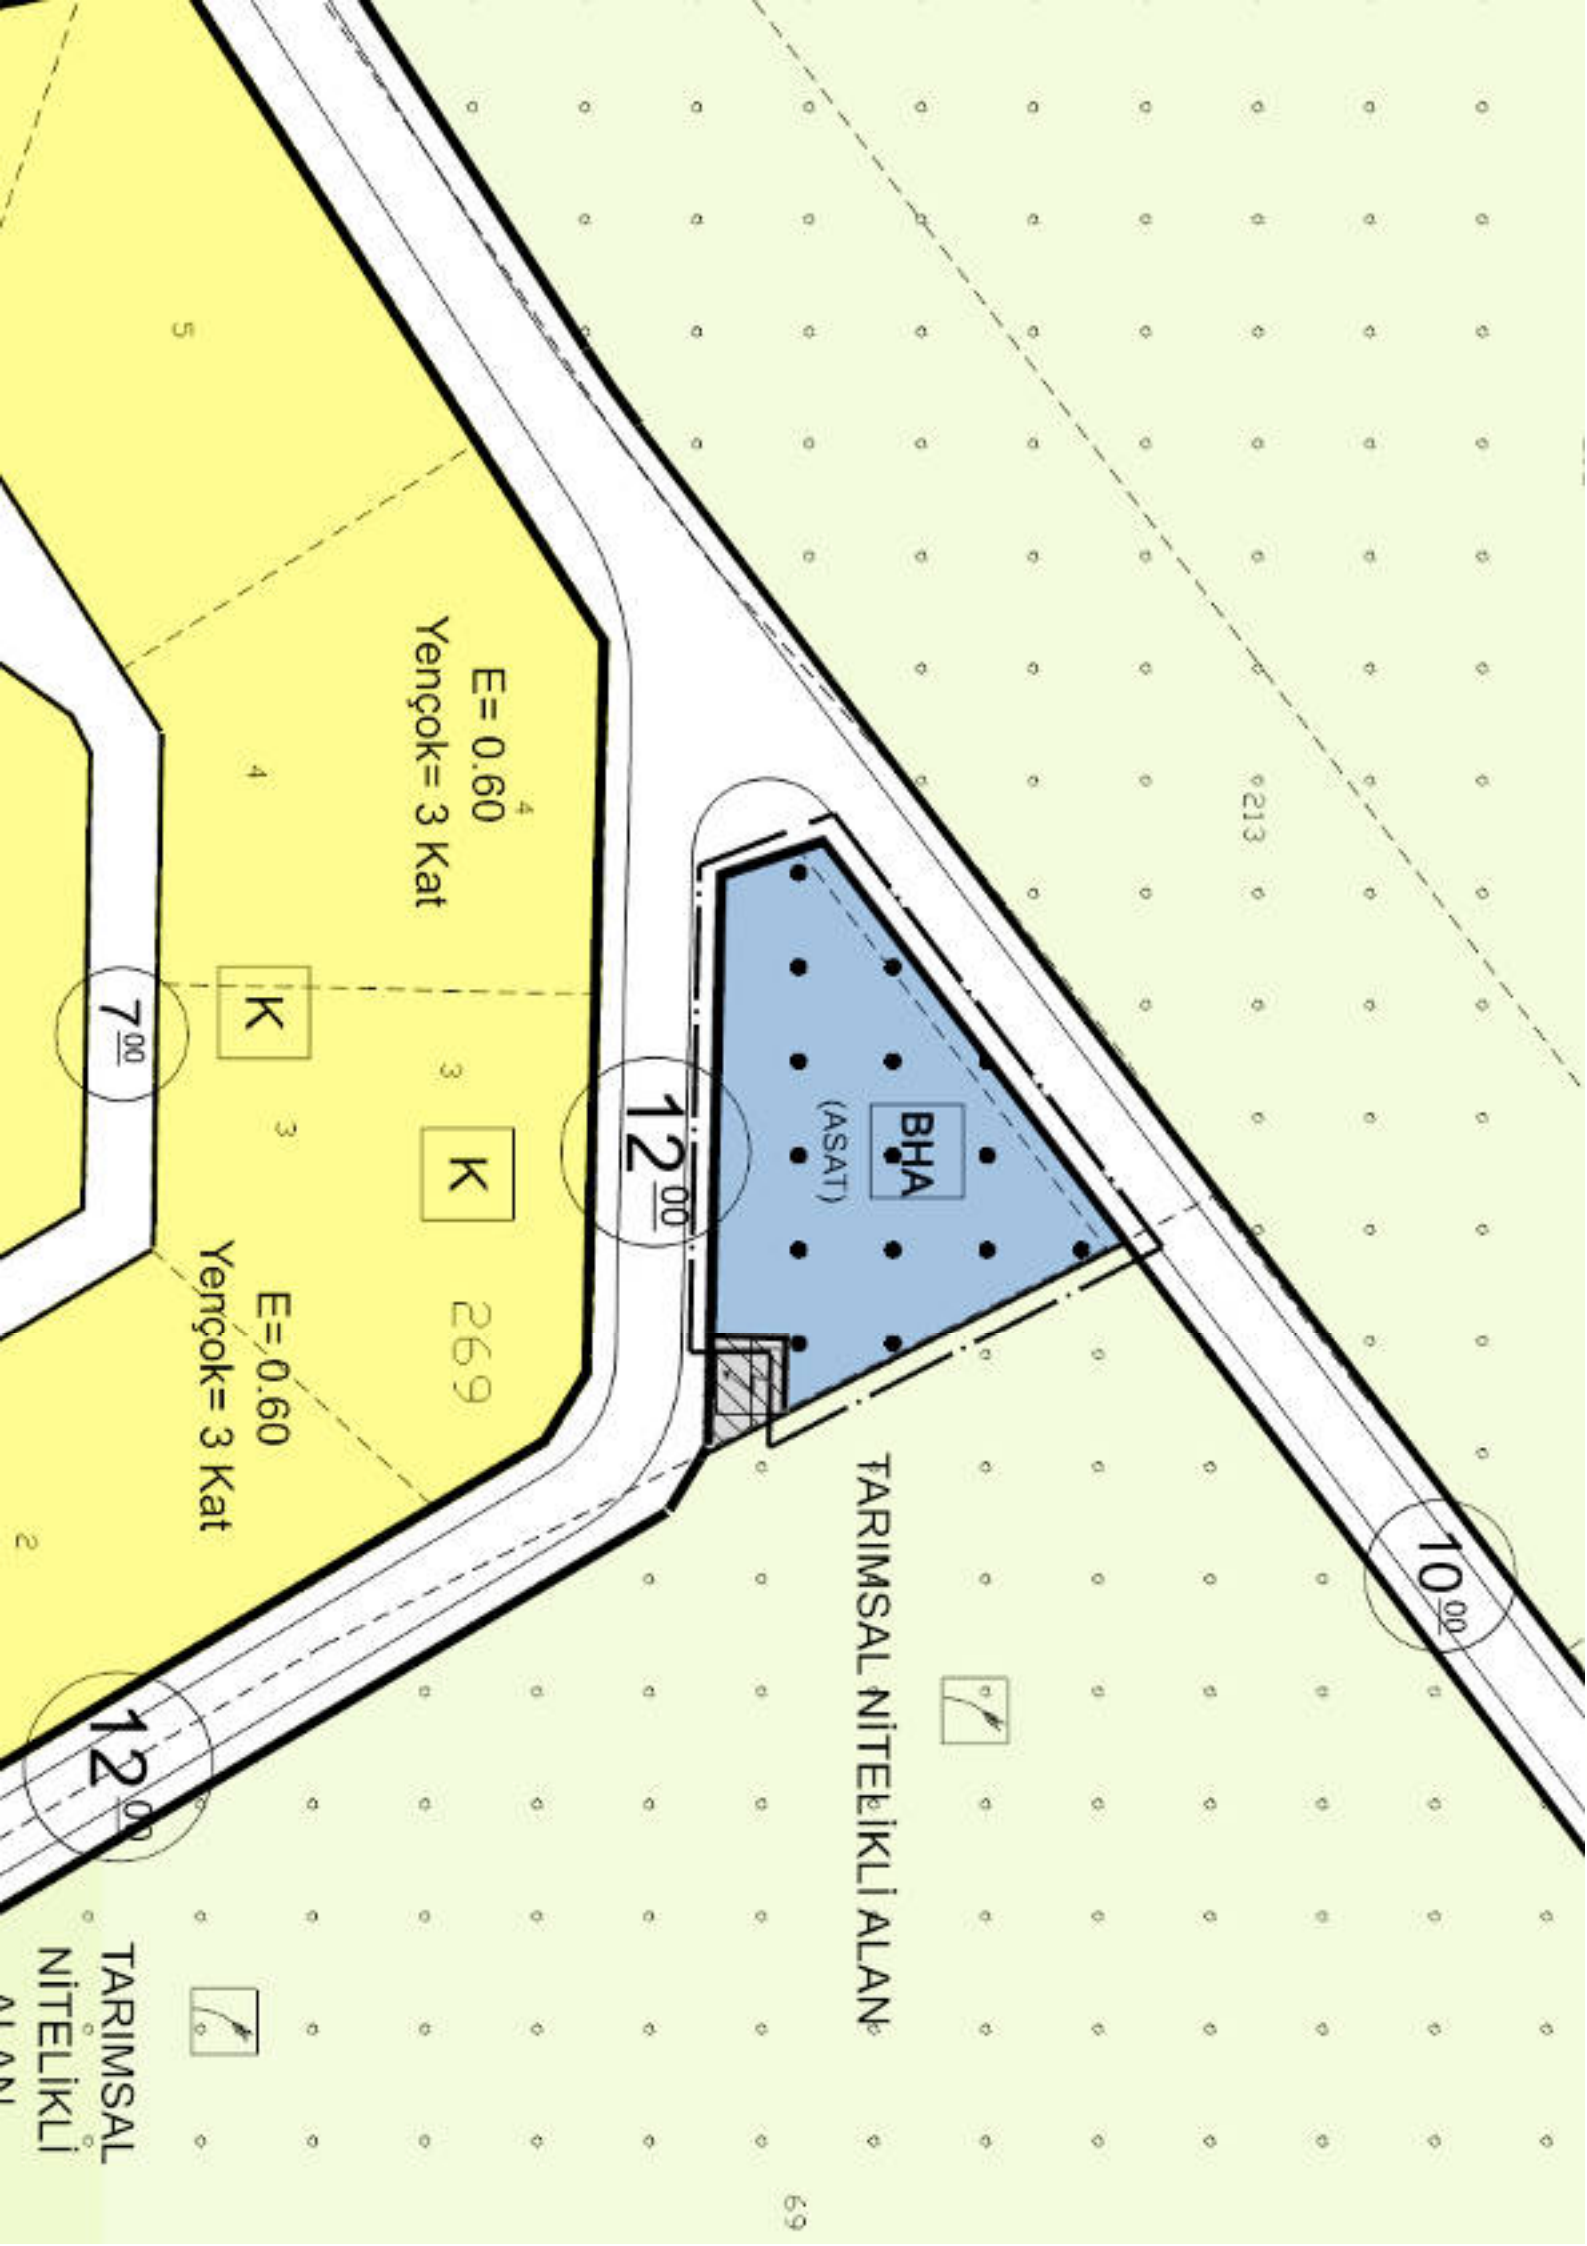 5
4
E= 0.60
Yençok= 3 Kat
4
K
7.00
3
3
K
12.00
BHA
(ASAT)
213
269
E= 0.60
Yençok= 3 Kat
2
12.00
10.00
TARIMSAL NİTELİKLİ ALAN
TARIMSAL
NİTELİKLİ
ALAN
69